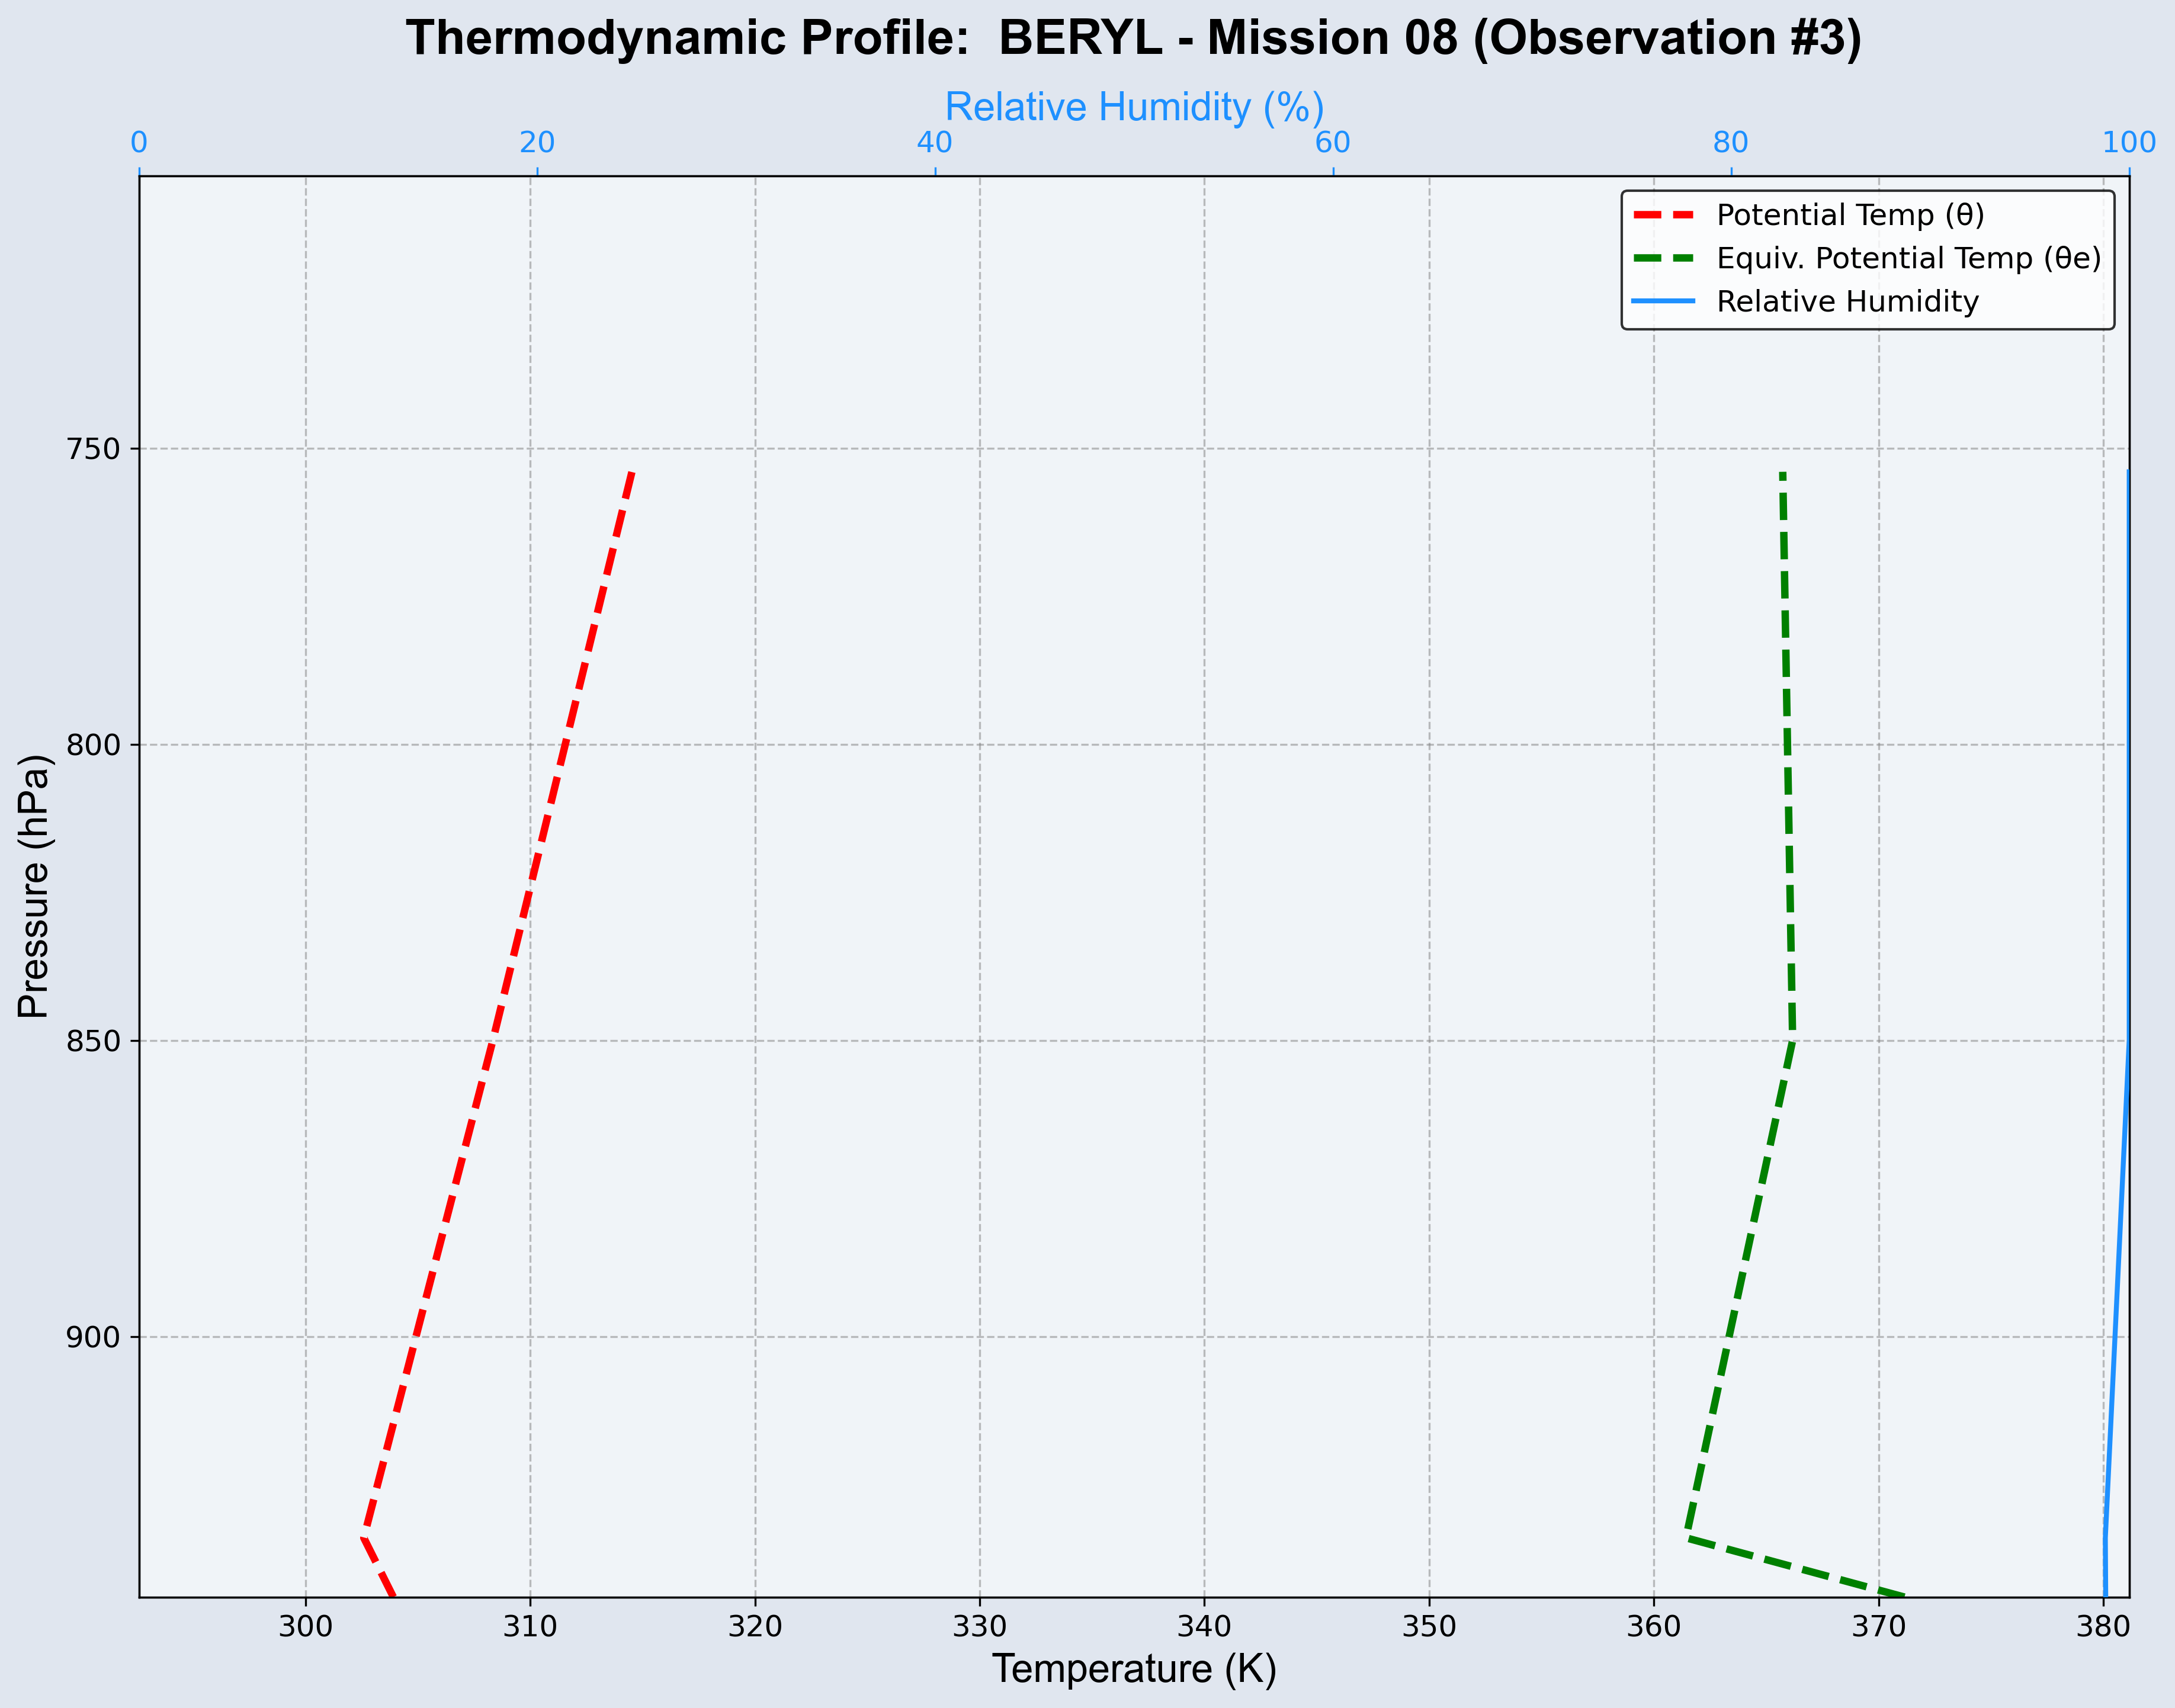 Thermodynamic Profile:  BERYL - Mission 08 (Observation #3)
Relative Humidity (%)
0 20 40 60 80 100
Potential Temp (θ)
Equiv. Potential Temp (θe)
Relative Humidity
750
800
850
900
Pressure (hPa)
300 310 320 330 340 350 360 370 380
Temperature (K)